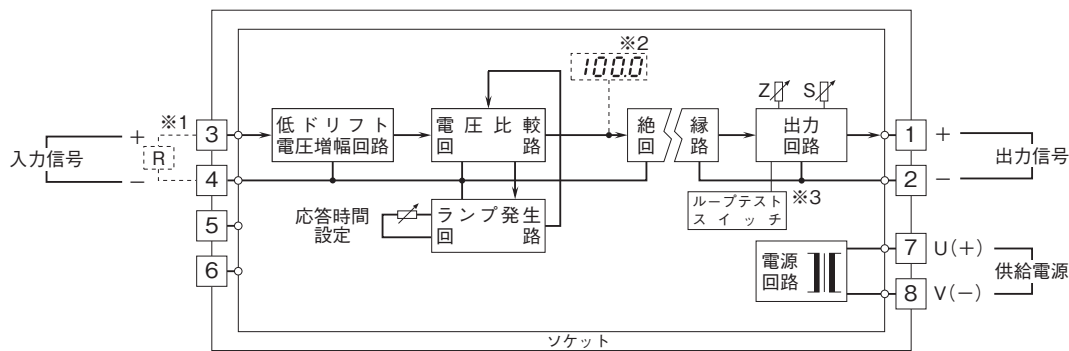 ※2
100.0
Z
S
※1
3
低ドリフト
電圧増幅回路
電圧比較
回路
絶縁
回路
出力
回路
1
+
入力信号
+
R
−
4
2
−
出力信号
※3
ループテスト
スイッチ
5
応答時間
設定
ランプ発生
回路
6
電源
回路
7
U(+)
供給電源
8
V(−)
ソケット